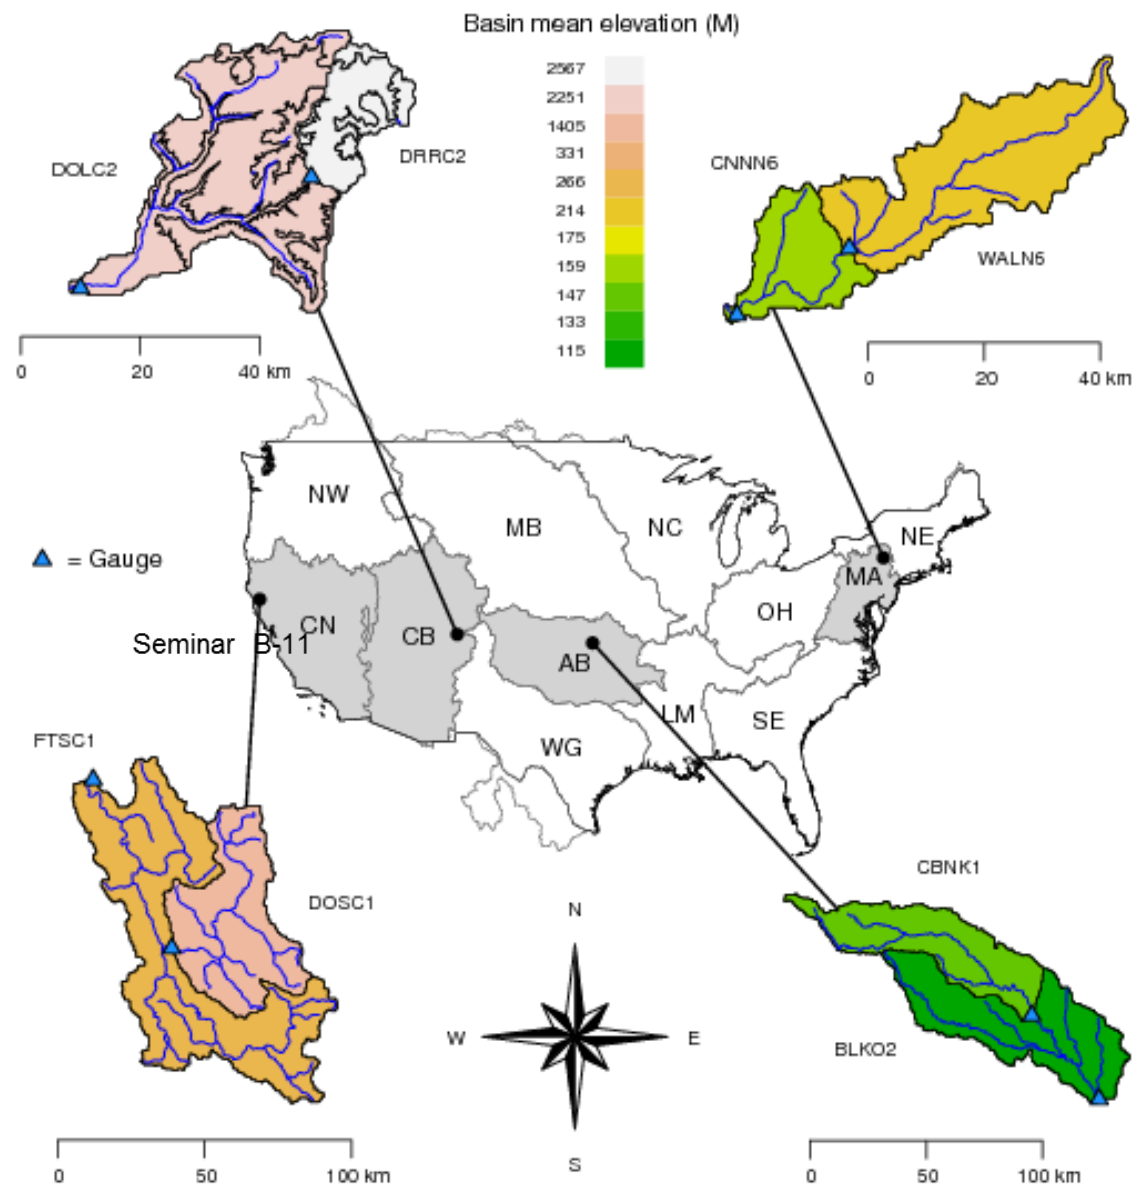 Basin mean elevation (M)
2567
2251
1405
331
266
214
175
159
147
133
115
DOLC2
DRRC2
CNNN6
WALN6
0 20 40 km
0 20 40 km
NW
MB
NC
NE
MA
OH
= Gauge
CN
CB
AB
Seminar B-11
LM
SE
WG
FTSC1
DOSC1
CBNK1
BLKO2
N
W E
S
0 50 100 km
0 50 100 km